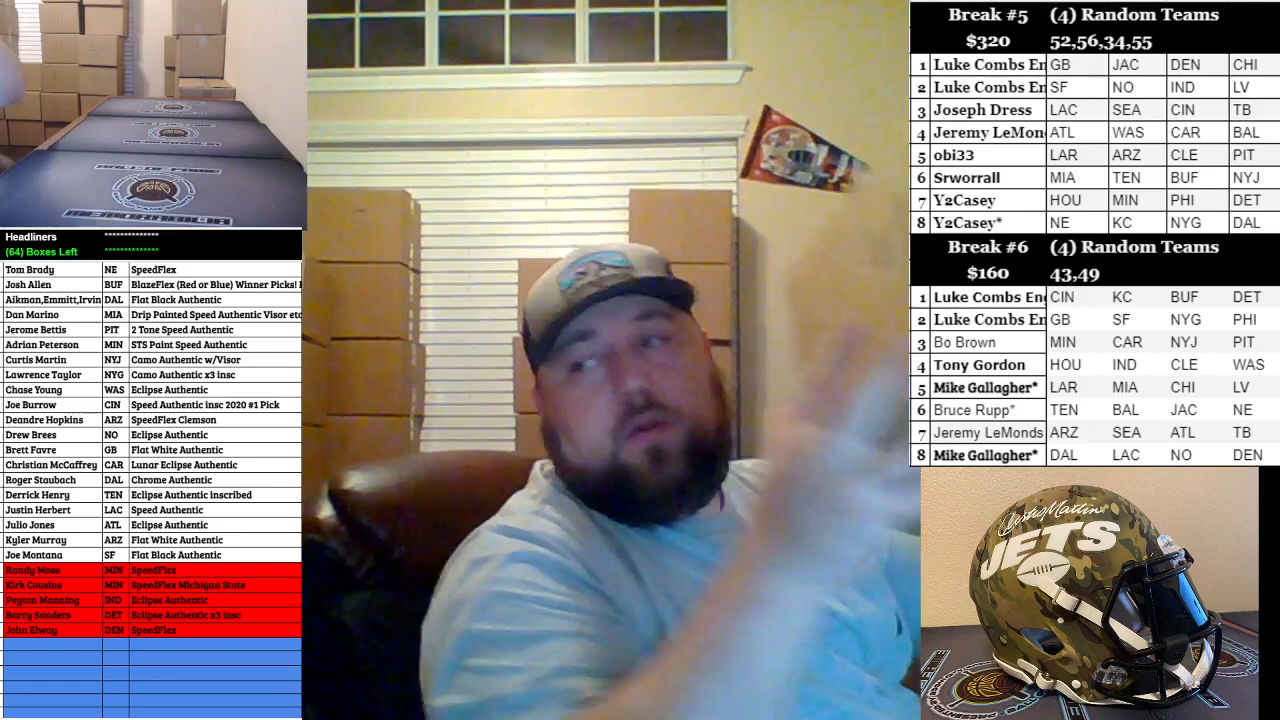 Headliners **************
(64) Boxes Left **************
Tom Brady NE SpeedFlex
Josh Allen BUF BlazeFlex (Red or Blue) Winner Picks!
Aikman,Emmitt,Irvin DAL Flat Black Authentic
Dan Marino MIA Drip Painted Speed Authentic Visor etc
Jerome Bettis PIT 2 Tone Speed Authentic
Adrian Peterson MIN STS Paint Speed Authentic
Curtis Martin NYJ Camo Authentic w/Visor
Lawrence Taylor NYG Camo Authentic x3 insc
Chase Young WAS Eclipse Authentic
Joe Burrow CIN Speed Authentic insc 2020 #1 Pick
Deandre Hopkins ARZ SpeedFlex Clemson
Drew Brees NO Eclipse Authentic
Brett Favre GB Flat White Authentic
Christian McCaffrey CAR Lunar Eclipse Authentic
Roger Staubach DAL Chrome Authentic
Derrick Henry TEN Eclipse Authentic inscribed
Justin Herbert LAC Speed Authentic
Julio Jones ATL Eclipse Authentic
Kyler Murray ARZ Flat White Authentic
Joe Montana SF Flat Black Authentic
Randy Moss MIN SpeedFlex
Kirk Cousins MIN SpeedFlex Michigan State
Peyton Manning IND Eclipse Authentic
Barry Sanders DET Eclipse Authentic x3 insc
John Elway DEN SpeedFlex
Break #5 (4) Random Teams
$320 52,56,34,55
1 Luke Combs En GB JAC DEN CHI
2 Luke Combs En SF NO IND LV
3 Joseph Dress LAC SEA CIN TB
4 Jeremy LeMon ATL WAS CAR BAL
5 obi33 LAR ARZ CLE PIT
6 Srworrall MIA TEN BUF NYJ
7 Y2Casey HOU MIN PHI DET
8 Y2Casey* NE KC NYG DAL
Break #6 (4) Random Teams
$160 43,49
1 Luke Combs Eng CIN KC BUF DET
2 Luke Combs En GB SF NYG PHI
3 Bo Brown MIN CAR NYJ PIT
4 Tony Gordon HOU IND CLE WAS
5 Mike Gallagher* LAR MIA CHI LV
6 Bruce Rupp* TEN BAL JAC NE
7 Jeremy LeMonds ARZ SEA ATL TB
8 Mike Gallagher* DAL LAC NO DEN
Curtis Martin
JETS